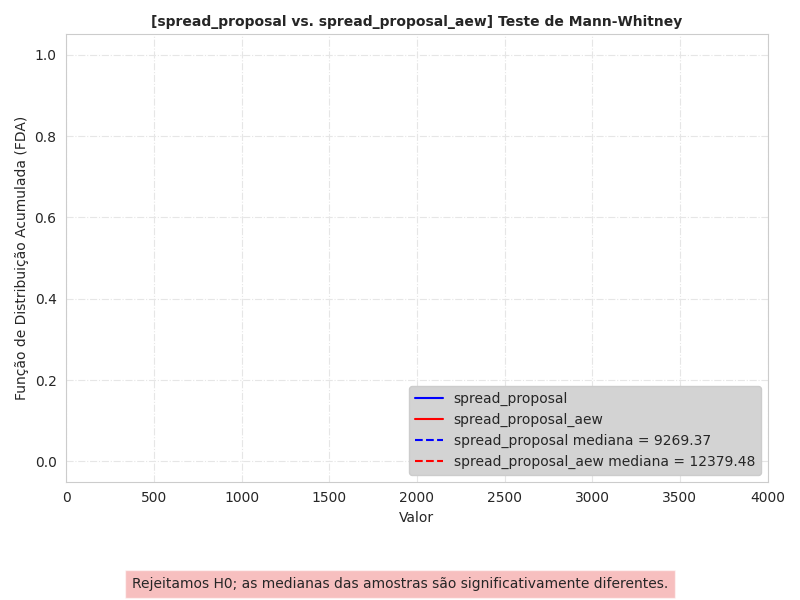 [spread_proposal vs. spread_proposal_aew] Teste de Mann-Whitney
Função de Distribuição Acumulada (FDA)
1.0
0.8
0.6
0.4
0.2
0.0
spread_proposal
spread_proposal_aew
spread_proposal mediana = 9269.37
spread_proposal_aew mediana = 12379.48
0 500 1000 1500 2000 2500 3000 3500 4000
Valor
Rejeitamos H0; as medianas das amostras são significativamente diferentes.